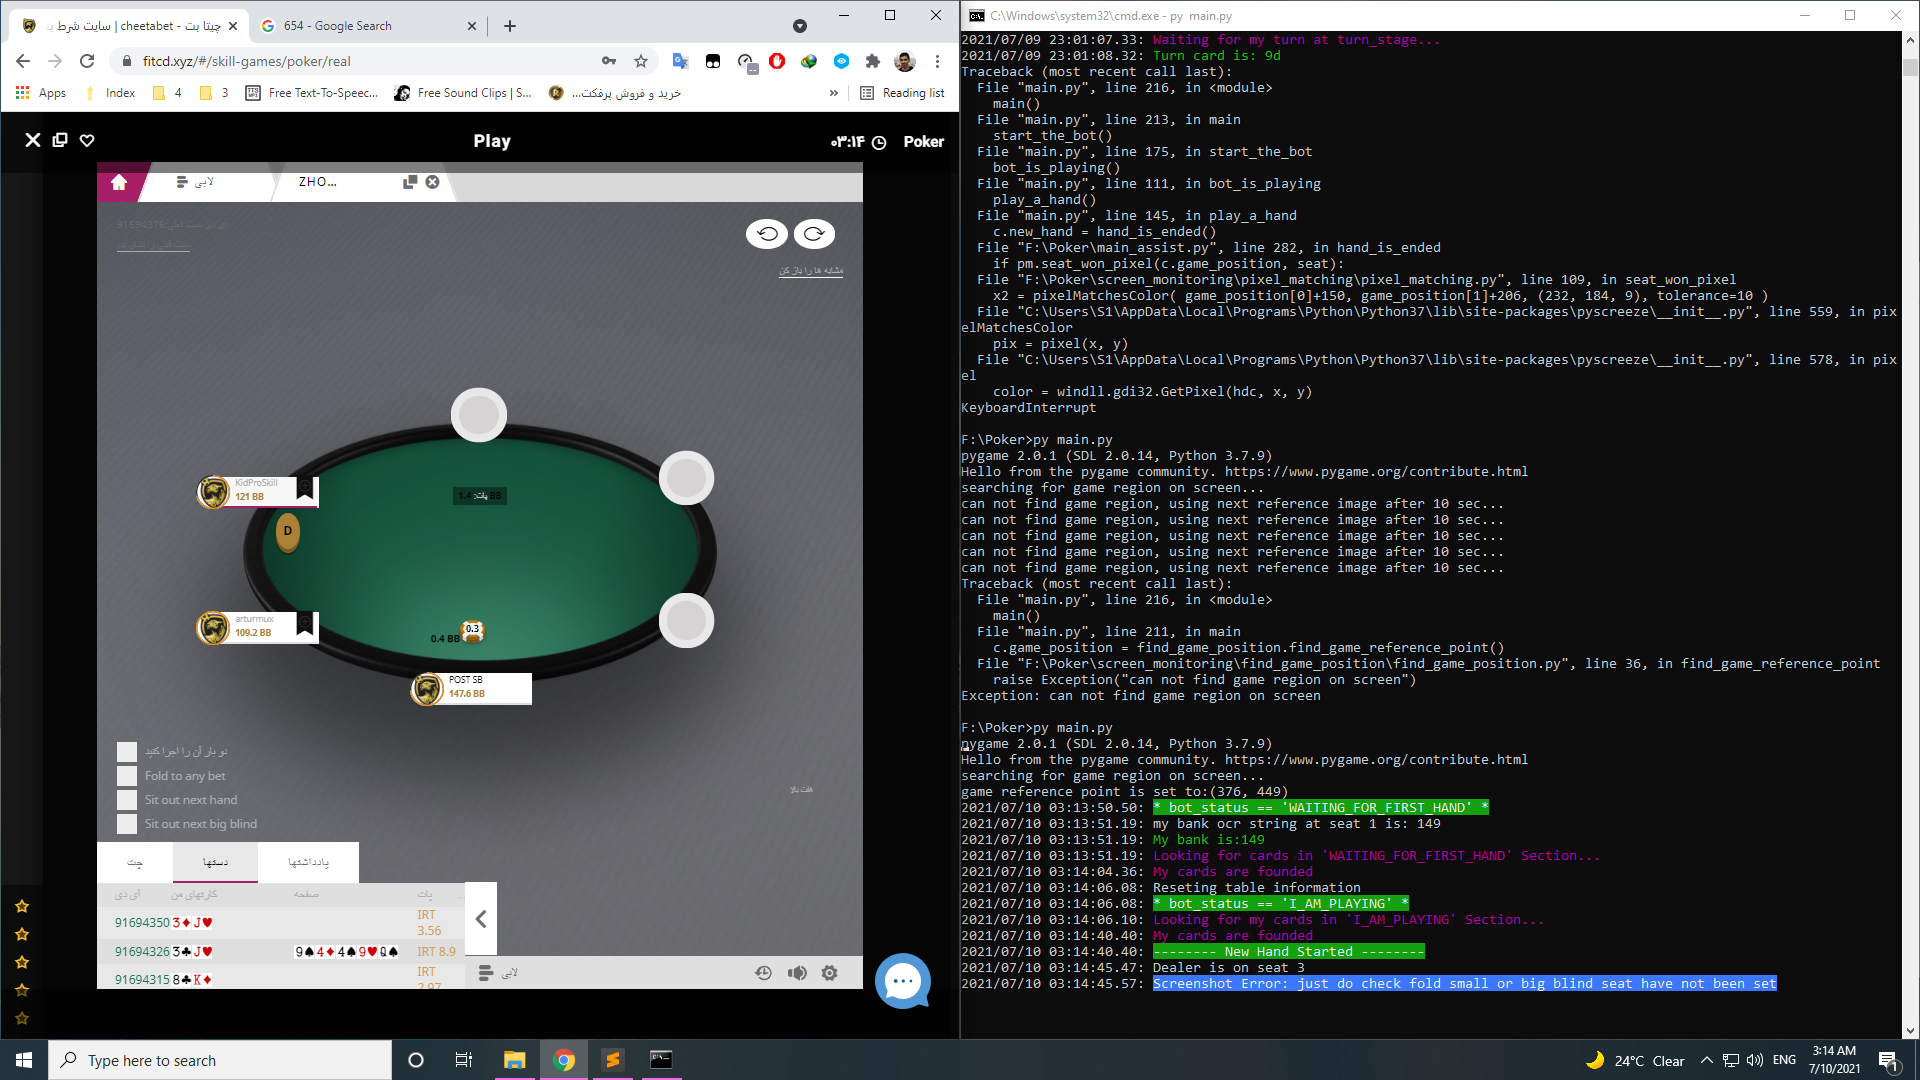 چیتا بت - cheetabet | سایت شرط ب
654 - Google Search
fitcd.xyz/#/skill-games/poker/real
Apps
Index
4
3
Free Text-To-Speec...
Free Sound Clips | S...
خرید و فروش پرفکت...
»
Reading list
Play
۰۳:۱۴
Poker
لابی
ZHO...
مشابه ها را باز کن
KidProSkill
121 BB
D
پات: 1.4 BB
arturmux
109.2 BB
0.4 BB
0.3
POST SB
147.6 BB
دو بار آن را اجرا کنید
Fold to any bet
Sit out next hand
Sit out next big blind
هفت بالا
چت
دستها
یادداشتها
آی دی
کارتهای من
صفحه
پات
91694350 3♦ J♥
IRT 3.56
91694326 3♣ J♥
9♠ 4♦ 4♠ 9♥ Q♠
IRT 8.9
91694315 8♣ K♦
IRT 2.97
لابی
C:\Windows\system32\cmd.exe - py main.py
2021/07/09 23:01:07.33: Waiting for my turn at turn_stage...
2021/07/09 23:01:08.32: Turn card is: 9d
Traceback (most recent call last):
File "main.py", line 216, in <module>
main()
File "main.py", line 213, in main
start_the_bot()
File "main.py", line 175, in start_the_bot
bot_is_playing()
File "main.py", line 111, in bot_is_playing
play_a_hand()
File "main.py", line 145, in play_a_hand
c.new_hand = hand_is_ended()
File "F:\Poker\main_assist.py", line 282, in hand_is_ended
if pm.seat_won_pixel(c.game_position, seat):
File "F:\Poker\screen_monitoring\pixel_matching\pixel_matching.py", line 109, in seat_won_pixel
x2 = pixelMatchesColor( game_position[0]+150, game_position[1]+206, (232, 184, 9), tolerance=10 )
File "C:\Users\S1\AppData\Local\Programs\Python\Python37\lib\site-packages\pyscreeze\__init__.py", line 559, in pix
elMatchesColor
pix = pixel(x, y)
File "C:\Users\S1\AppData\Local\Programs\Python\Python37\lib\site-packages\pyscreeze\__init__.py", line 578, in pix
el
color = windll.gdi32.GetPixel(hdc, x, y)
KeyboardInterrupt
F:\Poker>py main.py
pygame 2.0.1 (SDL 2.0.14, Python 3.7.9)
Hello from the pygame community. https://www.pygame.org/contribute.html
searching for game region on screen...
can not find game region, using next reference image after 10 sec...
can not find game region, using next reference image after 10 sec...
can not find game region, using next reference image after 10 sec...
can not find game region, using next reference image after 10 sec...
can not find game region, using next reference image after 10 sec...
Traceback (most recent call last):
File "main.py", line 216, in <module>
main()
File "main.py", line 211, in main
c.game_position = find_game_position.find_game_reference_point()
File "F:\Poker\screen_monitoring\find_game_position\find_game_position.py", line 36, in find_game_reference_point
raise Exception("can not find game region on screen")
Exception: can not find game region on screen
F:\Poker>py main.py
pygame 2.0.1 (SDL 2.0.14, Python 3.7.9)
Hello from the pygame community. https://www.pygame.org/contribute.html
searching for game region on screen...
game reference point is set to:(376, 449)
2021/07/10 03:13:50.50: * bot_status == 'WAITING_FOR_FIRST_HAND' *
2021/07/10 03:13:51.19: my bank ocr string at seat 1 is: 149
2021/07/10 03:13:51.19: My bank is:149
2021/07/10 03:13:51.19: Looking for cards in 'WAITING_FOR_FIRST_HAND' Section...
2021/07/10 03:14:04.36: My cards are founded
2021/07/10 03:14:06.08: Reseting table information
2021/07/10 03:14:06.08: * bot_status == 'I_AM_PLAYING' *
2021/07/10 03:14:06.10: Looking for my cards in 'I_AM_PLAYING' Section...
2021/07/10 03:14:40.40: My cards are founded
2021/07/10 03:14:40.40: -------- New Hand Started --------
2021/07/10 03:14:45.47: Dealer is on seat 3
2021/07/10 03:14:45.57: Screenshot Error: just do check fold small or big blind seat have not been set
Type here to search
24°C Clear
ENG
3:14 AM
7/10/2021
1